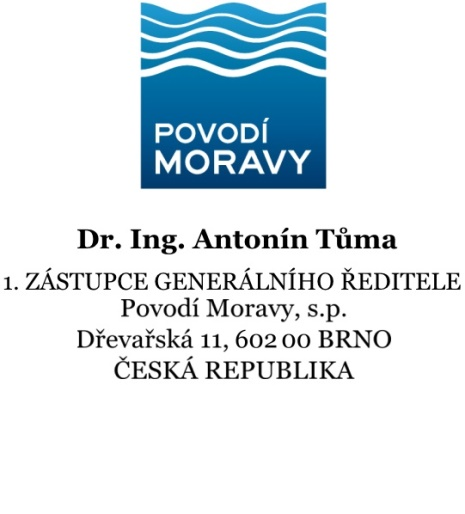 POVODÍ
MORAVY
Dr. Ing. Antonín Tůma
1. ZÁSTUPCE GENERÁLNÍHO ŘEDITELE
Povodí Moravy, s.p.
Dřevařská 11, 602 00 BRNO
ČESKÁ REPUBLIKA